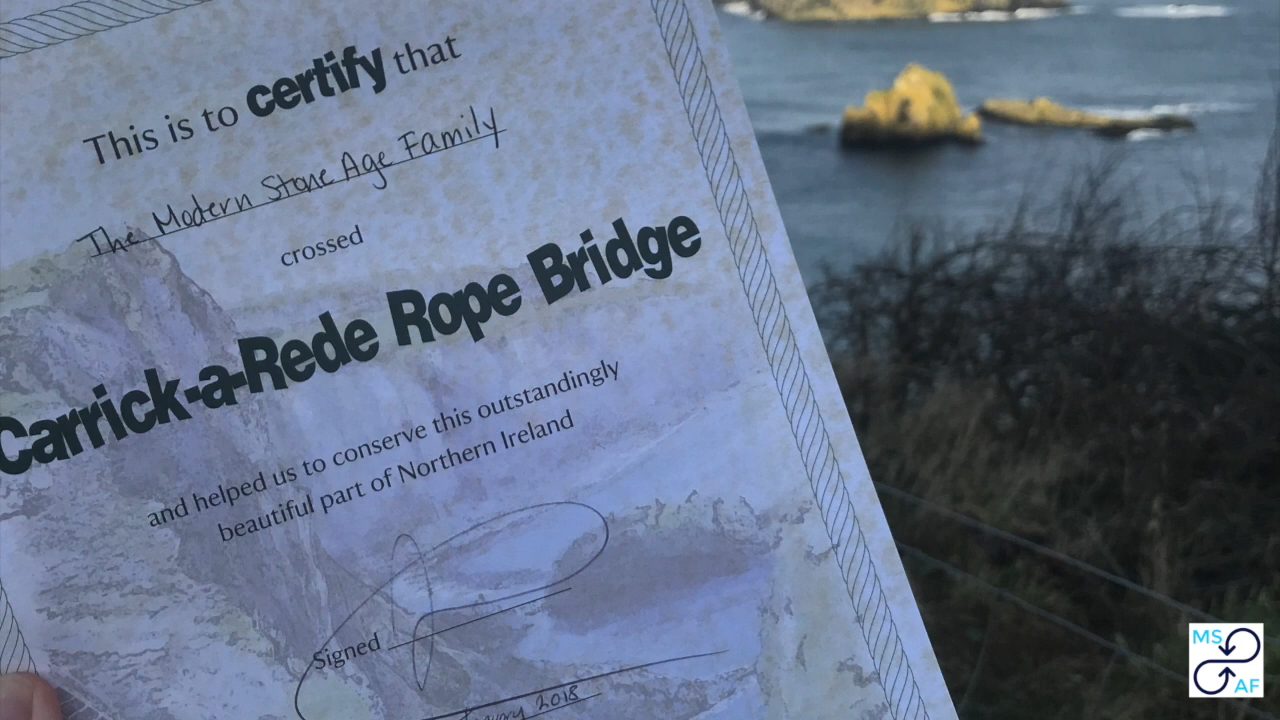 This is to certify that
The Modern Stone Age Family
crossed
Carrick-a-Rede Rope Bridge
and helped us to conserve this outstandingly
beautiful part of Northern Ireland
Signed
2018
MS
AF